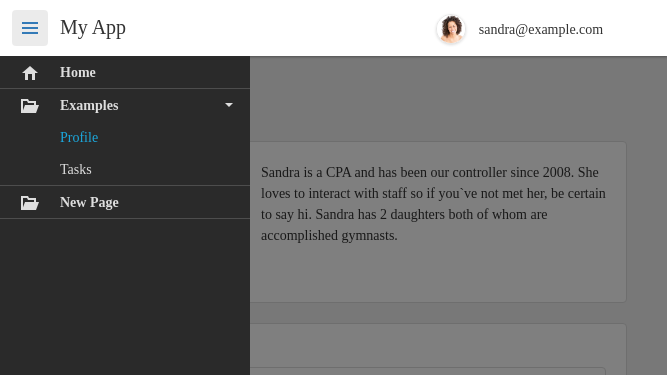 My App
sandra@example.com
Home
Examples
Profile
Tasks
New Page
Sandra is a CPA and has been our controller since 2008. She
loves to interact with staff so if you`ve not met her, be certain
to say hi. Sandra has 2 daughters both of whom are
accomplished gymnasts.